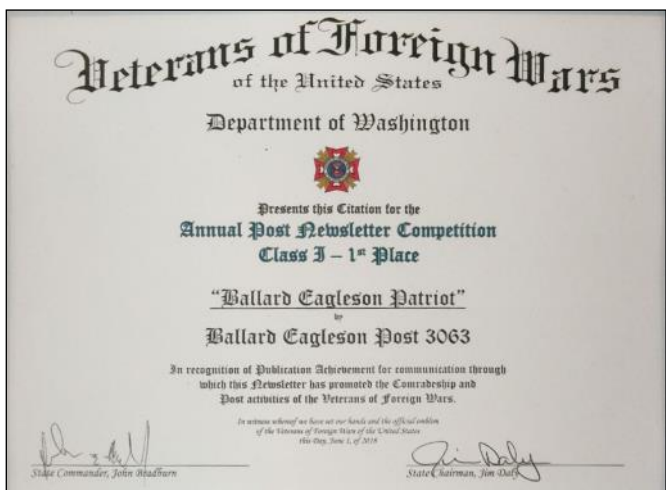 Veterans of Foreign Wars
of the United States
Department of Washington
Presents this Citation for the
Annual Post Newsletter Competition
Class I – 1st Place
"Ballard Eagleson Patriot"
by
Ballard Eagleson Post 3063
In recognition of Publication Achievement for communication through
which this Newsletter has promoted the Comradeship and
Post activities of the Veterans of Foreign Wars.
In witness whereof we have set our hands and the official emblem
of the Veterans of Foreign Wars of the United States
this Day, June 1, of 2018
State Commander, John Bradburn
State Chairman, Jim Daly